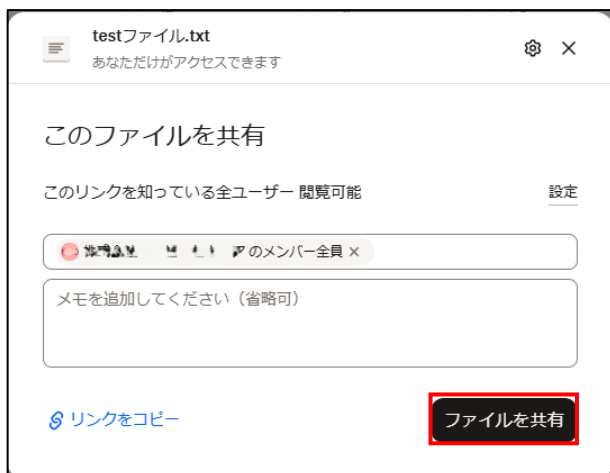 testファイル.txt
あなただけがアクセスできます
このファイルを共有
このリンクを知っている全ユーザー 閲覧可能
設定
のメンバー全員 ×
メモを追加してください（省略可）
リンクをコピー
ファイルを共有